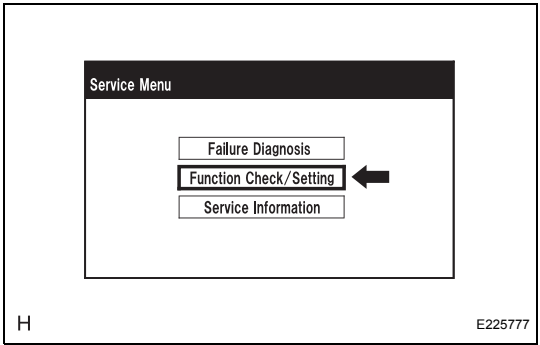 Service Menu
Failure Diagnosis
Function Check/Setting
Service Information
H
E225777